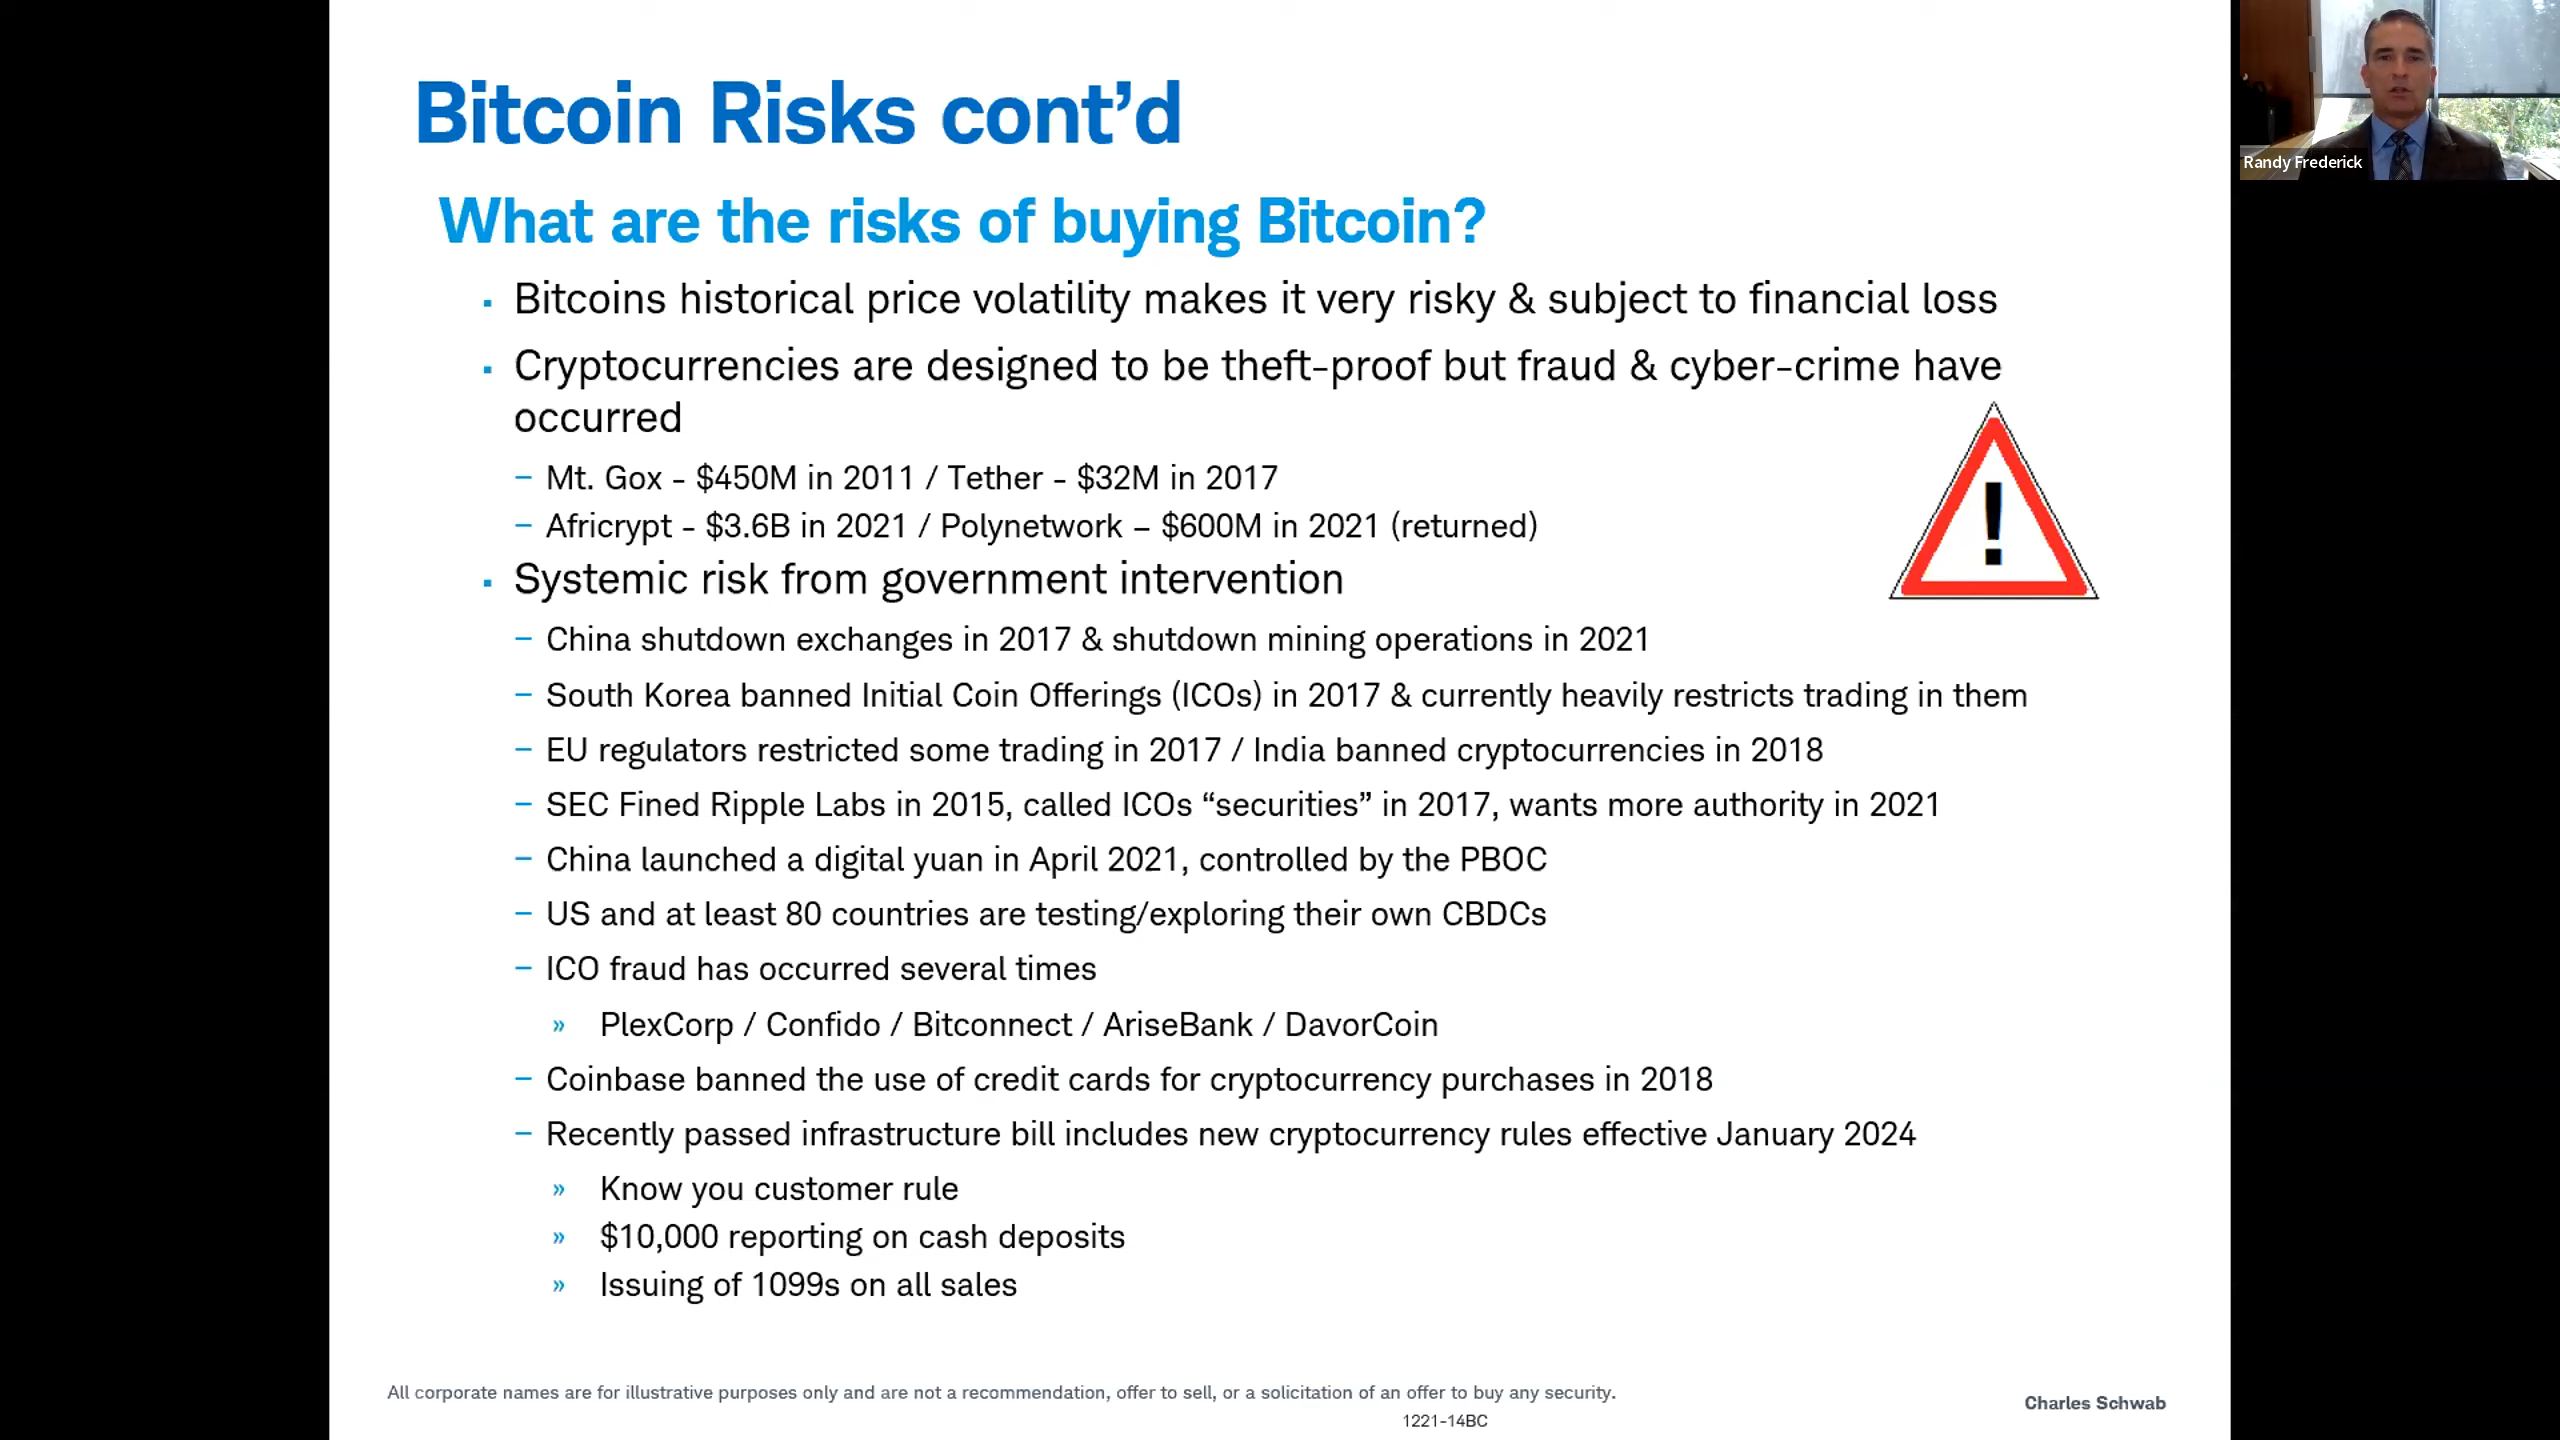 Bitcoin Risks cont’d
Randy Frederick
What are the risks of buying Bitcoin?
▪ Bitcoins historical price volatility makes it very risky & subject to financial loss
▪ Cryptocurrencies are designed to be theft-proof but fraud & cyber-crime have
occurred
– Mt. Gox - $450M in 2011 / Tether - $32M in 2017
– Africrypt - $3.6B in 2021 / Polynetwork – $600M in 2021 (returned)
!
▪ Systemic risk from government intervention
– China shutdown exchanges in 2017 & shutdown mining operations in 2021
– South Korea banned Initial Coin Offerings (ICOs) in 2017 & currently heavily restricts trading in them
– EU regulators restricted some trading in 2017 / India banned cryptocurrencies in 2018
– SEC Fined Ripple Labs in 2015, called ICOs “securities” in 2017, wants more authority in 2021
– China launched a digital yuan in April 2021, controlled by the PBOC
– US and at least 80 countries are testing/exploring their own CBDCs
– ICO fraud has occurred several times
» PlexCorp / Confido / Bitconnect / AriseBank / DavorCoin
– Coinbase banned the use of credit cards for cryptocurrency purchases in 2018
– Recently passed infrastructure bill includes new cryptocurrency rules effective January 2024
» Know you customer rule
» $10,000 reporting on cash deposits
» Issuing of 1099s on all sales
All corporate names are for illustrative purposes only and are not a recommendation, offer to sell, or a solicitation of an offer to buy any security.
Charles Schwab
1221-14BC